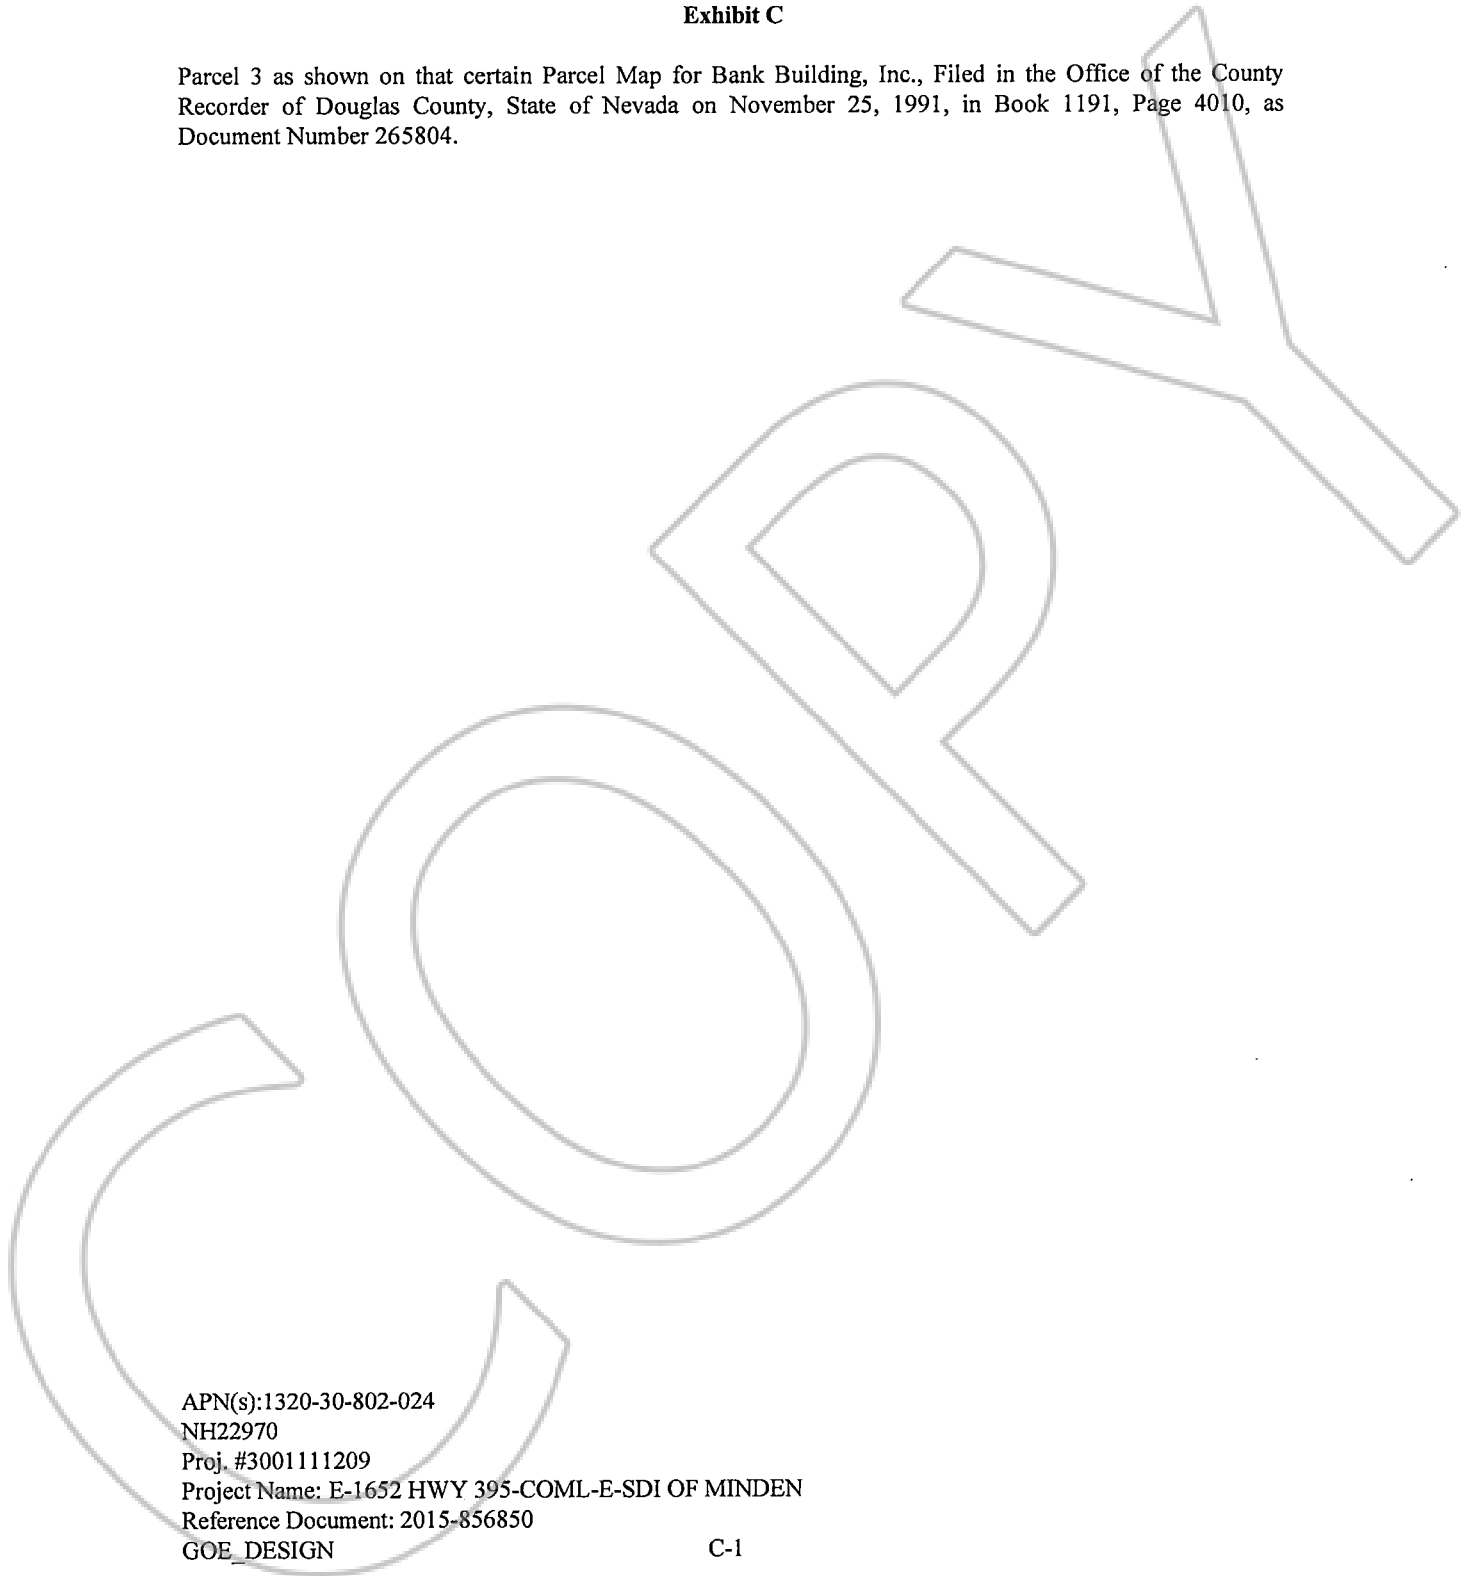 Exhibit C
Parcel 3 as shown on that certain Parcel Map for Bank Building, Inc., Filed in the Office of the County
Recorder of Douglas County, State of Nevada on November 25, 1991, in Book 1191, Page 4010, as
Document Number 265804.
COPY
APN(s):1320-30-802-024
NH22970
Proj. #3001111209
Project Name: E-1652 HWY 395-COML-E-SDI OF MINDEN
Reference Document: 2015-856850
GOE_DESIGN C-1